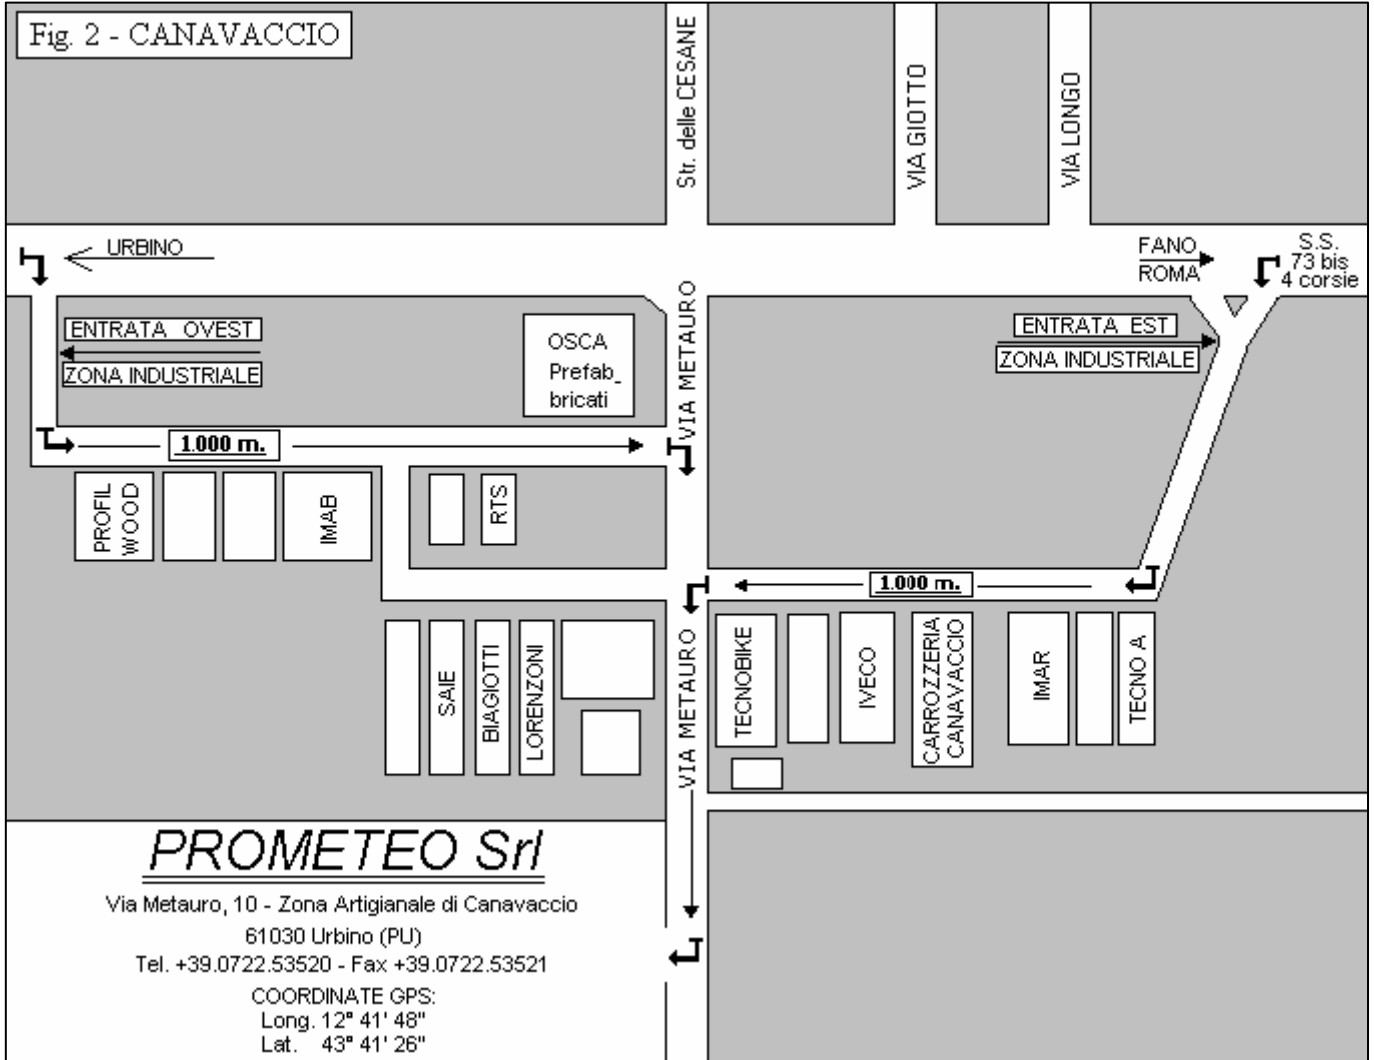 Fig. 2 - CANAVACCIO
Str. delle CESANE
VIA GIOTTO
VIA LONGO
URBINO
FANO
ROMA
S.S.
73 bis
4 corsie
ENTRATA OVEST
ZONA INDUSTRIALE
OSCA
Prefab_
bricati
VIA METAURO
ENTRATA EST
ZONA INDUSTRIALE
1.000 m.
PROFIL
WOOD
IMAB
RTS
1.000 m.
SAIE
BIAGIOTTI
LORENZONI
VIA METAURO
TECNOBIKE
IVECO
CARROZZERIA
CANAVACCIO
IMAR
TECNO A
PROMETEO Srl
Via Metauro, 10 - Zona Artigianale di Canavaccio
61030 Urbino (PU)
Tel. +39.0722.53520 - Fax +39.0722.53521
COORDINATE GPS:
Long. 12° 41' 48"
Lat. 43° 41' 26"